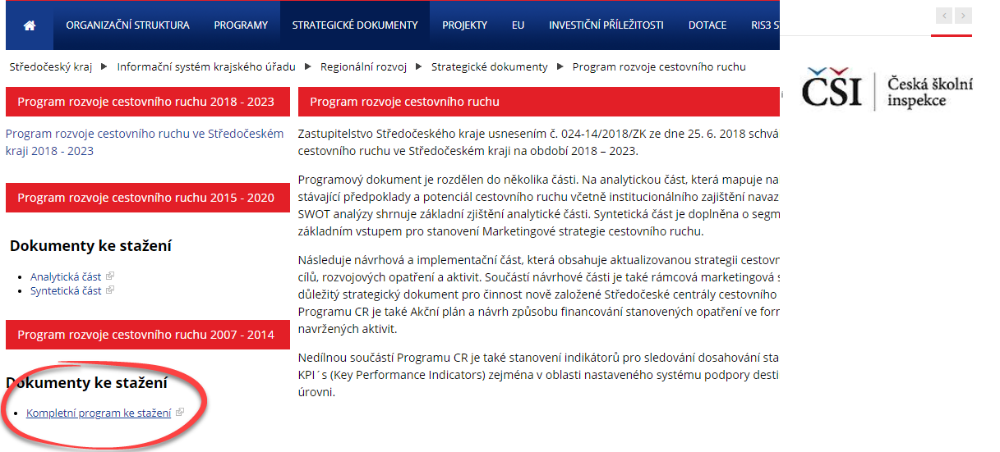 ORGANIZAČNÍ STRUKTURA PROGRAMY STRATEGICKÉ DOKUMENTY PROJEKTY EU INVESTIČNÍ PŘÍLEŽITOSTI DOTACE RIS3 S
Středočeský kraj Informační systém krajského úřadu Regionální rozvoj Strategické dokumenty Program rozvoje cestovního ruchu
Program rozvoje cestovního ruchu 2018 - 2023
Program rozvoje cestovního ruchu ve Středočeském
kraji 2018 - 2023
Program rozvoje cestovního ruchu 2015 - 2020
Dokumenty ke stažení
Analytická část
Syntetická část
Program rozvoje cestovního ruchu 2007 - 2014
Dokumenty ke stažení
Kompletní program ke stažení
Program rozvoje cestovního ruchu
Zastupitelstvo Středočeského kraje usnesením č. 024-14/2018/ZK ze dne 25. 6. 2018 schvá
cestovního ruchu ve Středočeském kraji na období 2018 – 2023.
Programový dokument je rozdělen do několika části. Na analytickou část, která mapuje na
stávající předpoklady a potenciál cestovního ruchu včetně institucionálního zajištění navaz
SWOT analýzy shrnuje základní zjištění analytické části. Syntetická část je doplněna o segm
základním vstupem pro stanovení Marketingové strategie cestovního ruchu.
Následuje návrhová a implementační část, která obsahuje aktualizovanou strategii cestovn
cílů, rozvojových opatření a aktivit. Součástí návrhové části je také rámcová marketingová s
důležitý strategický dokument pro činnost nově založené Středočeské centrály cestovního
Programu CR je také Akční plán a návrh způsobu financování stanovených opatření ve forn
navržených aktivit.
Nedílnou součástí Programu CR je také stanovení indikátorů pro sledování dosahování sta
KPI´s (Key Performance Indicators) zejména v oblasti nastaveného systému podpory desti
úrovni.
ČŠI
Česká školní
inspekce